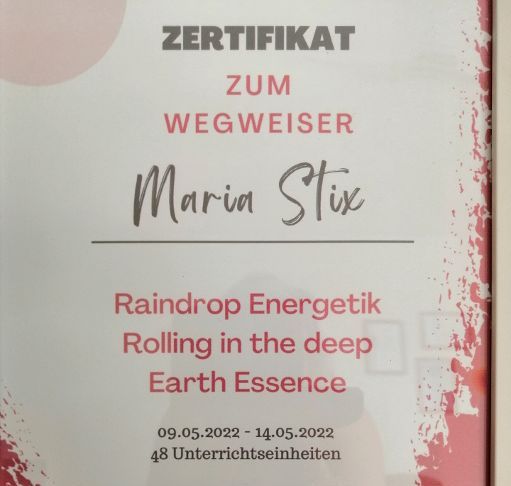 ZERTIFIKAT
ZUM
WEGWEISER
Maria Stix
Raindrop Energetik
Rolling in the deep
Earth Essence
09.05.2022 - 14.05.2022
48 Unterrichtseinheiten